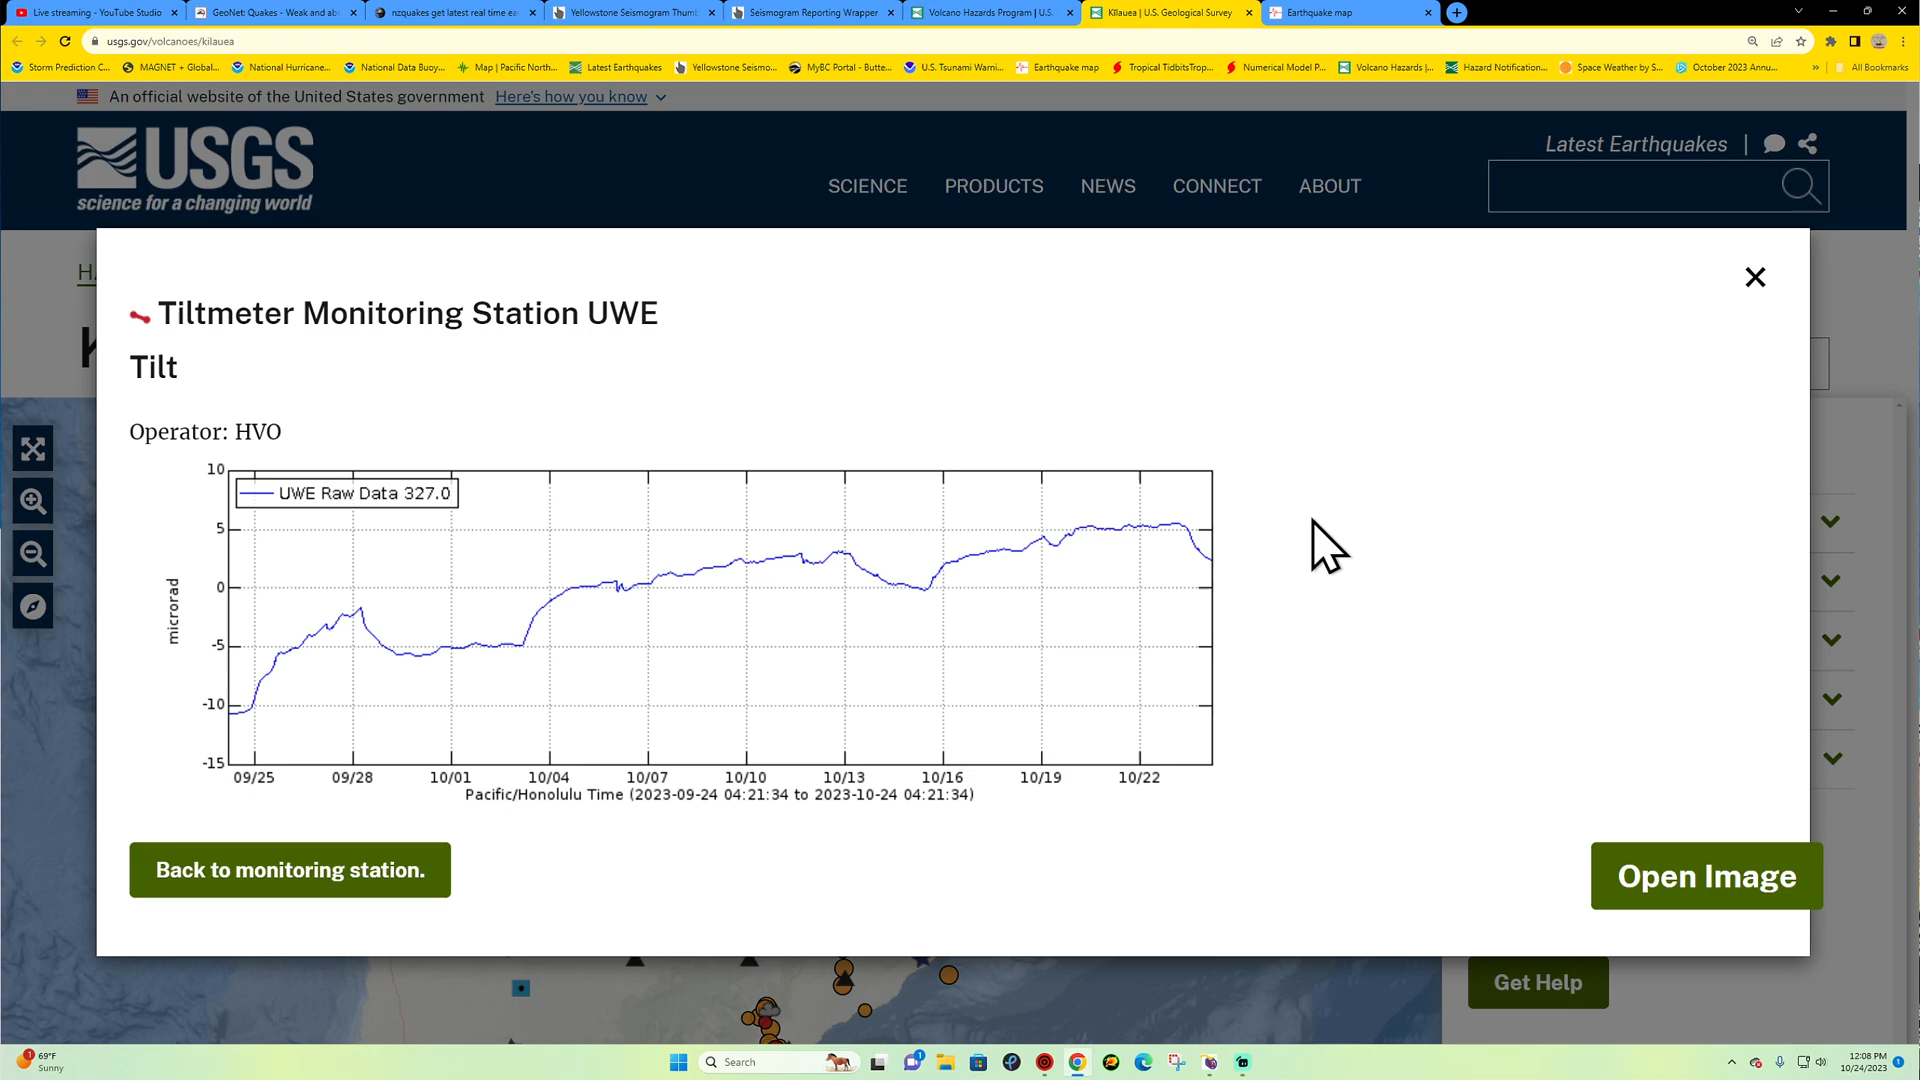 Live streaming - YouTube Studio
GeoNet: Quakes - Weak and ab
nzquakes get latest real time ea
Yellowstone Seismogram Thum
Seismogram Reporting Wrapper
Volcano Hazards Program | U.S.
Kīlauea | U.S. Geological Survey
Earthquake map
usgs.gov/volcanoes/kilauea
Storm Prediction C...
MAGNET + Global...
National Hurricane...
National Data Buoy...
Map | Pacific North...
Latest Earthquakes
Yellowstone Seismo...
MyBC Portal - Butte...
U.S. Tsunami Warni...
Earthquake map
Tropical TidbitsTrop...
Numerical Model P...
Volcano Hazards |...
Hazard Notification...
Space Weather by S...
October 2023 Annu...
»
All Bookmarks
An official website of the United States government Here's how you know
USGS
science for a changing world
Latest Earthquakes |
SCIENCE PRODUCTS NEWS CONNECT ABOUT
Tiltmeter Monitoring Station UWE
Tilt
Operator: HVO
UWE Raw Data 327.0
10
5
0
-5
-10
-15
microrad
09/25 09/28 10/01 10/04 10/07 10/10 10/13 10/16 10/19 10/22
Pacific/Honolulu Time (2023-09-24 04:21:34 to 2023-10-24 04:21:34)
Back to monitoring station.
Open Image
Get Help
1
69°F
Sunny
Search
1
12:08 PM
10/24/2023
1